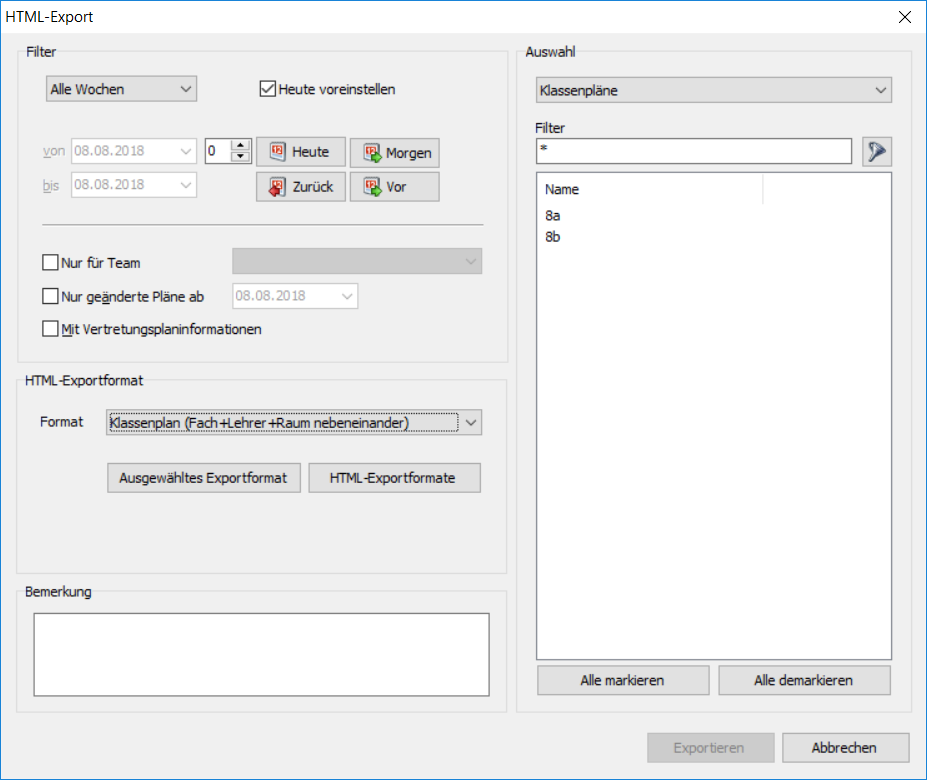 HTML-Export
Filter
Alle Wochen
Heute voreinstellen
von 08.08.2018 0 Heute Morgen
bis 08.08.2018 Zurück Vor
Nur für Team
Nur geänderte Pläne ab 08.08.2018
Mit Vertretungsplaninformationen
HTML-Exportformat
Format Klassenplan (Fach+Lehrer+Raum nebeneinander)
Ausgewähltes Exportformat HTML-Exportformate
Bemerkung
Auswahl
Klassenpläne
Filter
*
Name
8a
8b
Alle markieren Alle demarkieren
Exportieren Abbrechen